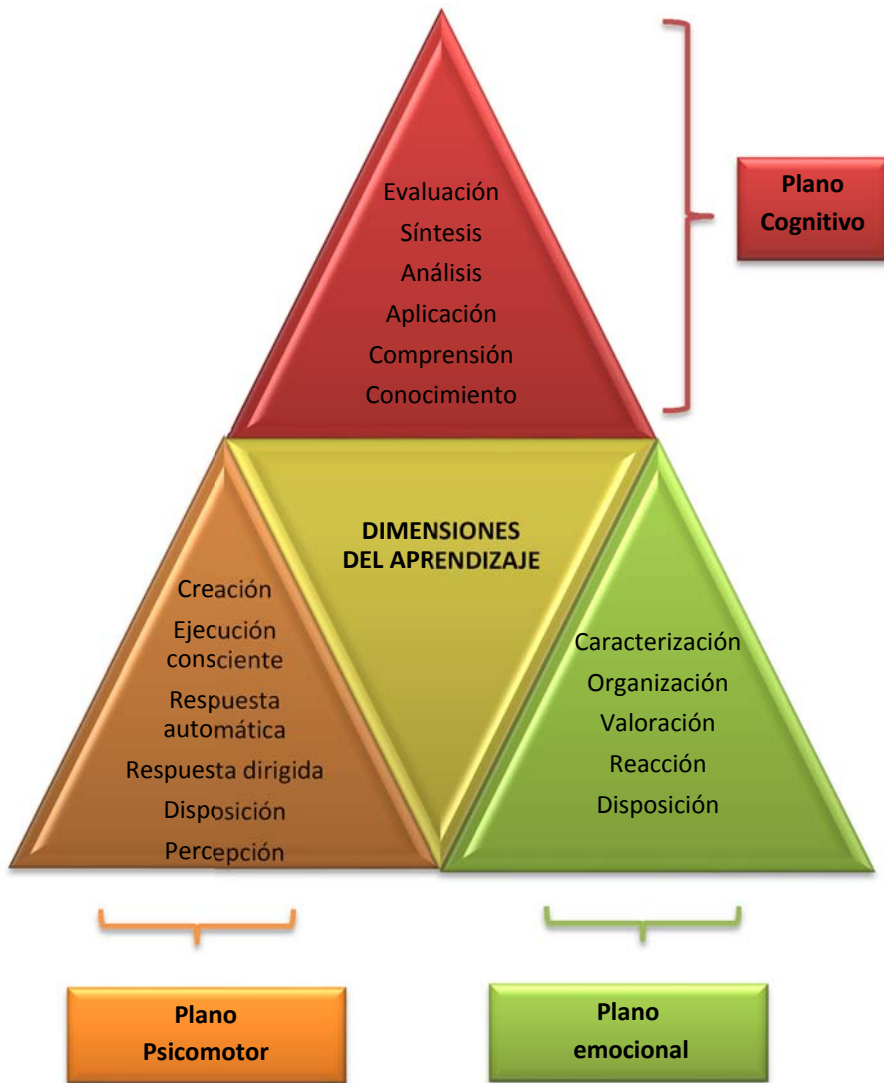 Evaluación
Síntesis
Análisis
Aplicación
Comprensión
Conocimiento
Plano
Cognitivo
DIMENSIONES
DEL APRENDIZAJE
Creación
Ejecución
consciente
Respuesta
automática
Respuesta dirigida
Disposición
Percepción
Caracterización
Organización
Valoración
Reacción
Disposición
Plano
Psicomotor
Plano
emocional